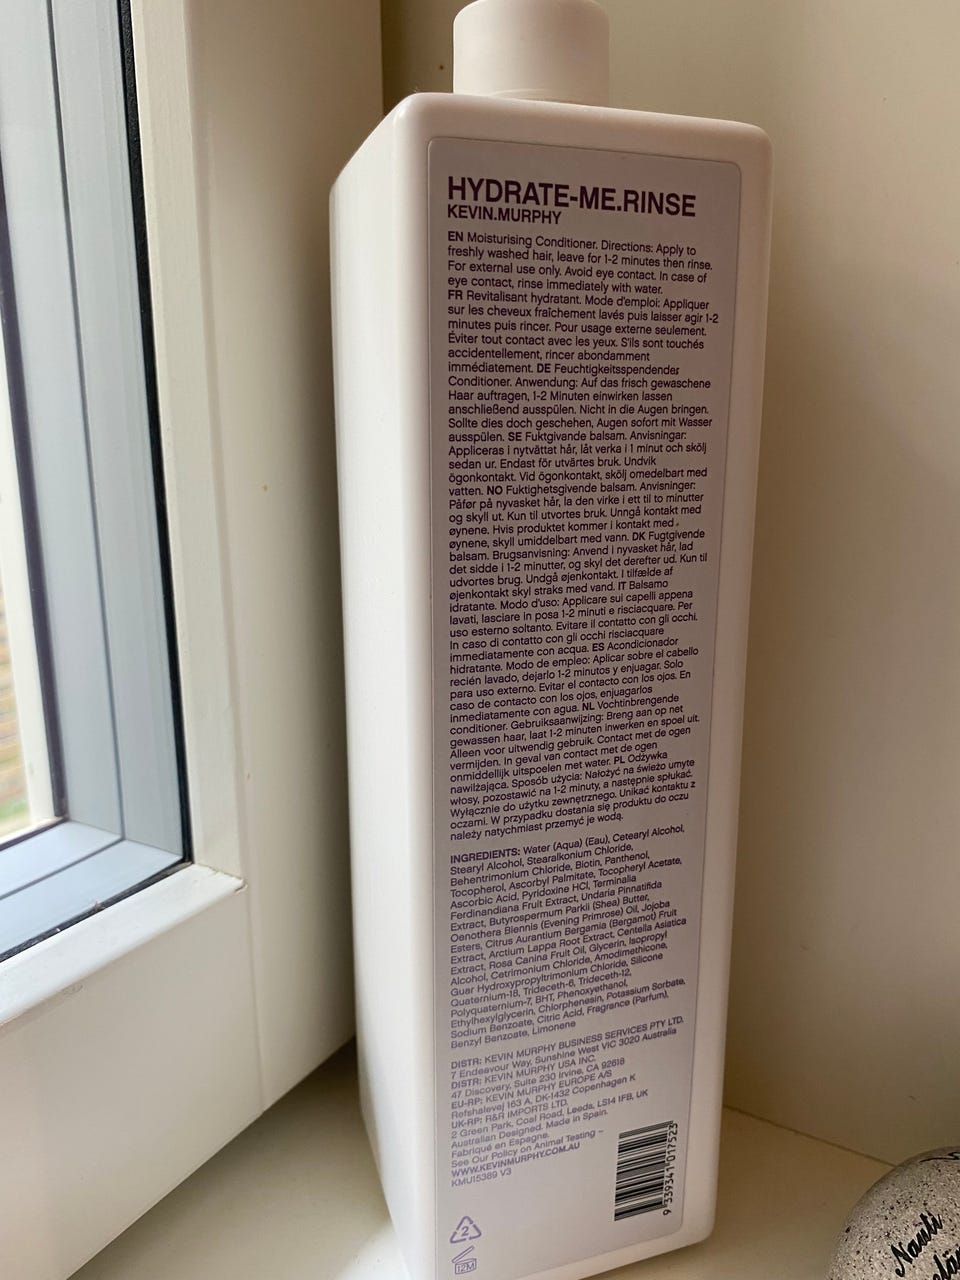 HYDRATE-ME.RINSE
KEVIN.MURPHY
EN Moisturising Conditioner. Directions: Apply to
freshly washed hair, leave for 1-2 minutes then rinse.
For external use only. Avoid eye contact. In case of
eye contact, rinse immediately with water.
FR Revitalisant hydratant. Mode d'emploi: Appliquer
sur les cheveux fraîchement lavés puis laisser agir 1-2
minutes puis rincer. Pour usage externe seulement.
Éviter tout contact avec les yeux. S'ils sont touchés
accidentellement, rincer abondamment
immédiatement. DE Feuchtigkeitsspendender
Conditioner. Anwendung: Auf das frisch gewaschene
Haar auftragen, 1-2 Minuten einwirken lassen
anschließend ausspülen. Nicht in die Augen bringen.
Sollte dies doch geschehen, Augen sofort mit Wasser
ausspülen. SE Fuktgivande balsam. Anvisningar:
Appliceras i nytvättat hår, låt verka i 1 minut och skölj
sedan ur. Endast för utvärtes bruk. Undvik
ögonkontakt. Vid ögonkontakt, skölj omedelbart med
vatten. NO Fuktighetsgivende balsam. Anvisninger:
Påfør på nyvasket hår, la den virke i ett til to minutter
og skyll ut. Kun til utvortes bruk. Unngå kontakt med
øynene. Hvis produktet kommer i kontakt med
øynene, skyll umiddelbart med vann. DK Fugtgivende
balsam. Brugsanvisning: Anvend i nyvasket hår, lad
det sidde i 1-2 minutter, og skyl det derefter ud. Kun til
udvortes brug. Undgå øjenkontakt. I tilfælde af
øjenkontakt skyl straks med vand. IT Balsamo
idratante. Modo d'uso: Applicare sui capelli appena
lavati, lasciare in posa 1-2 minuti e risciacquare. Per
uso esterno soltanto. Evitare il contatto con gli occhi.
In caso di contatto con gli occhi risciacquare
immediatamente con acqua. ES Acondicionador
hidratante. Modo de empleo: Aplicar sobre el cabello
recién lavado, dejarlo 1-2 minutos y enjuagar. Solo
para uso externo. Evitar el contacto con los ojos. En
caso de contacto con los ojos, enjuagarlos
inmediatamente con agua. NL Vochtinbrengende
conditioner. Gebruiksaanwijzing: Breng aan op net
gewassen haar, laat 1-2 minuten inwerken en spoel uit.
Alleen voor uitwendig gebruik. Contact met de ogen
vermijden. In geval van contact met de ogen
onmiddellijk uitspoelen met water. PL Odżywka
nawilżająca. Sposób użycia: Nałożyć na świeżo umyte
włosy, pozostawić na 1-2 minuty, a następnie spłukać.
Wyłącznie do użytku zewnętrznego. Unikać kontaktu z
oczami. W przypadku dostania się produktu do oczu
należy natychmiast przemyć je wodą.
INGREDIENTS: Water (Aqua) (Eau), Cetearyl Alcohol,
Stearyl Alcohol, Stearalkonium Chloride,
Behentrimonium Chloride, Biotin, Panthenol,
Tocopherol, Ascorbyl Palmitate, Tocopheryl Acetate,
Ascorbic Acid, Pyridoxine HCl, Terminalia
Ferdinandiana Fruit Extract, Undaria Pinnatifida
Extract, Butyrospermum Parkii (Shea) Butter,
Oenothera Biennis (Evening Primrose) Oil, Jojoba
Esters, Citrus Aurantium Bergamia (Bergamot) Fruit
Extract, Arctium Lappa Root Extract, Centella Asiatica
Extract, Rosa Canina Fruit Oil, Glycerin, Isopropyl
Alcohol, Cetrimonium Chloride, Amodimethicone,
Guar Hydroxypropyltrimonium Chloride, Silicone
Quaternium-18, Trideceth-6, Trideceth-12,
Polyquaternium-7, BHT, Phenoxyethanol,
Ethylhexylglycerin, Chlorphenesin, Potassium Sorbate,
Sodium Benzoate, Citric Acid, Fragrance (Parfum),
Benzyl Benzoate, Limonene
DISTR: KEVIN MURPHY BUSINESS SERVICES PTY LTD.
7 Endeavour Way, Sunshine West VIC 3020 Australia
DISTR: KEVIN MURPHY USA INC.
47 Discovery, Suite 230 Irvine, CA 92618
EU-RP: KEVIN MURPHY EUROPE A/S
Refshalevej 163 A, DK-1432 Copenhagen K
UK-RP: R&R IMPORTS LTD.
2 Green Park, Coal Road, Leeds, LS14 1FB, UK
Australian Designed. Made in Spain.
Fabriqué en Espagne.
See Our Policy on Animal Testing –
WWW.KEVINMURPHY.COM.AU
KMU15389 V3
9 339341 017523
2
12M
Nauti